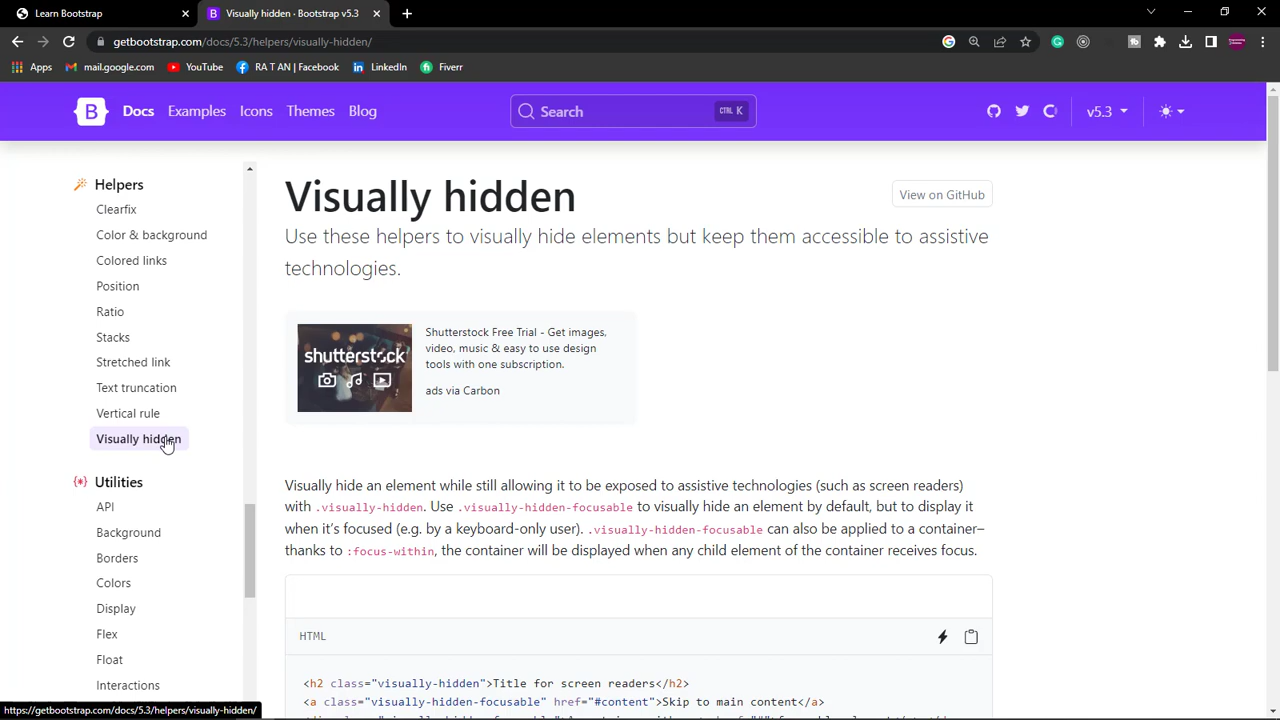 Learn Bootstrap
Visually hidden · Bootstrap v5.3
getbootstrap.com/docs/5.3/helpers/visually-hidden/
Apps
mail.google.com
YouTube
RA T AN | Facebook
LinkedIn
Fiverr
B
Docs
Examples
Icons
Themes
Blog
Search
CTRL K
v5.3
Helpers
Clearfix
Color & background
Colored links
Position
Ratio
Stacks
Stretched link
Text truncation
Vertical rule
Visually hidden
Utilities
API
Background
Borders
Colors
Display
Flex
Float
Interactions
Visually hidden
View on GitHub
Use these helpers to visually hide elements but keep them accessible to assistive
technologies.
shutterstock
Shutterstock Free Trial - Get images,
video, music & easy to use design
tools with one subscription.
ads via Carbon
Visually hide an element while still allowing it to be exposed to assistive technologies (such as screen readers)
with .visually-hidden. Use .visually-hidden-focusable to visually hide an element by default, but to display it
when it’s focused (e.g. by a keyboard-only user). .visually-hidden-focusable can also be applied to a container–
thanks to :focus-within, the container will be displayed when any child element of the container receives focus.
HTML
<h2 class="visually-hidden">Title for screen readers</h2>
<a class="visually-hidden-focusable" href="#content">Skip to main content</a>
https://getbootstrap.com/docs/5.3/helpers/visually-hidden/